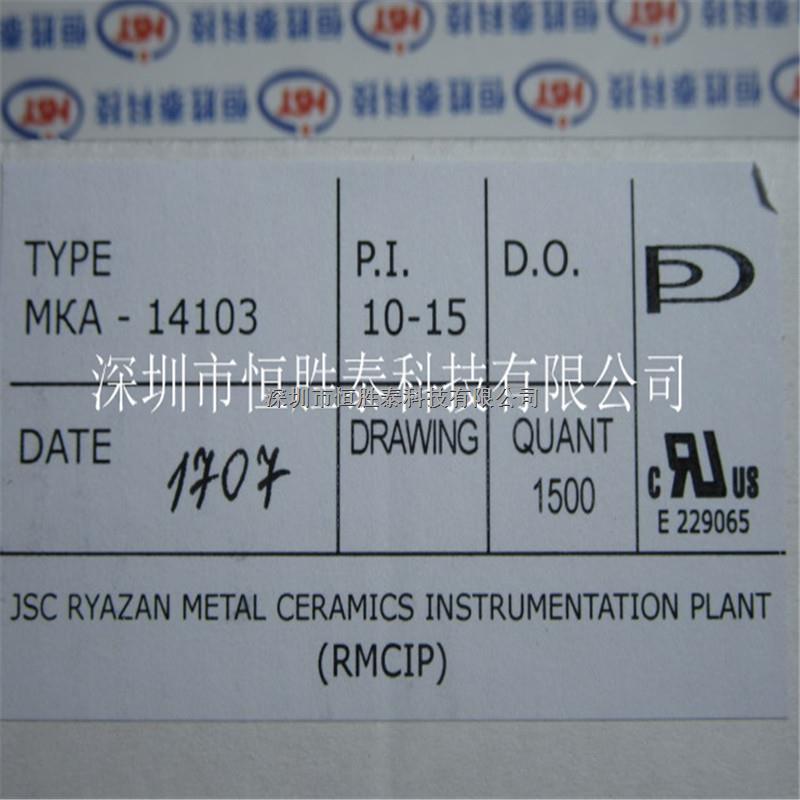 恒胜泰科技 HST 恒胜泰科技 HST 恒胜泰科技 HST
HST 恒胜泰科技 HST 恒胜泰科技 HST 恒胜泰科技
TYPE P.I. D.O.
MKA - 14103 10-15
深圳市恒胜泰科技有限公司
深圳市恒胜泰科技有限公司
DATE DRAWING QUANT
1707 1500 C RU US
E 229065
JSC RYAZAN METAL CERAMICS INSTRUMENTATION PLANT
(RMCIP)